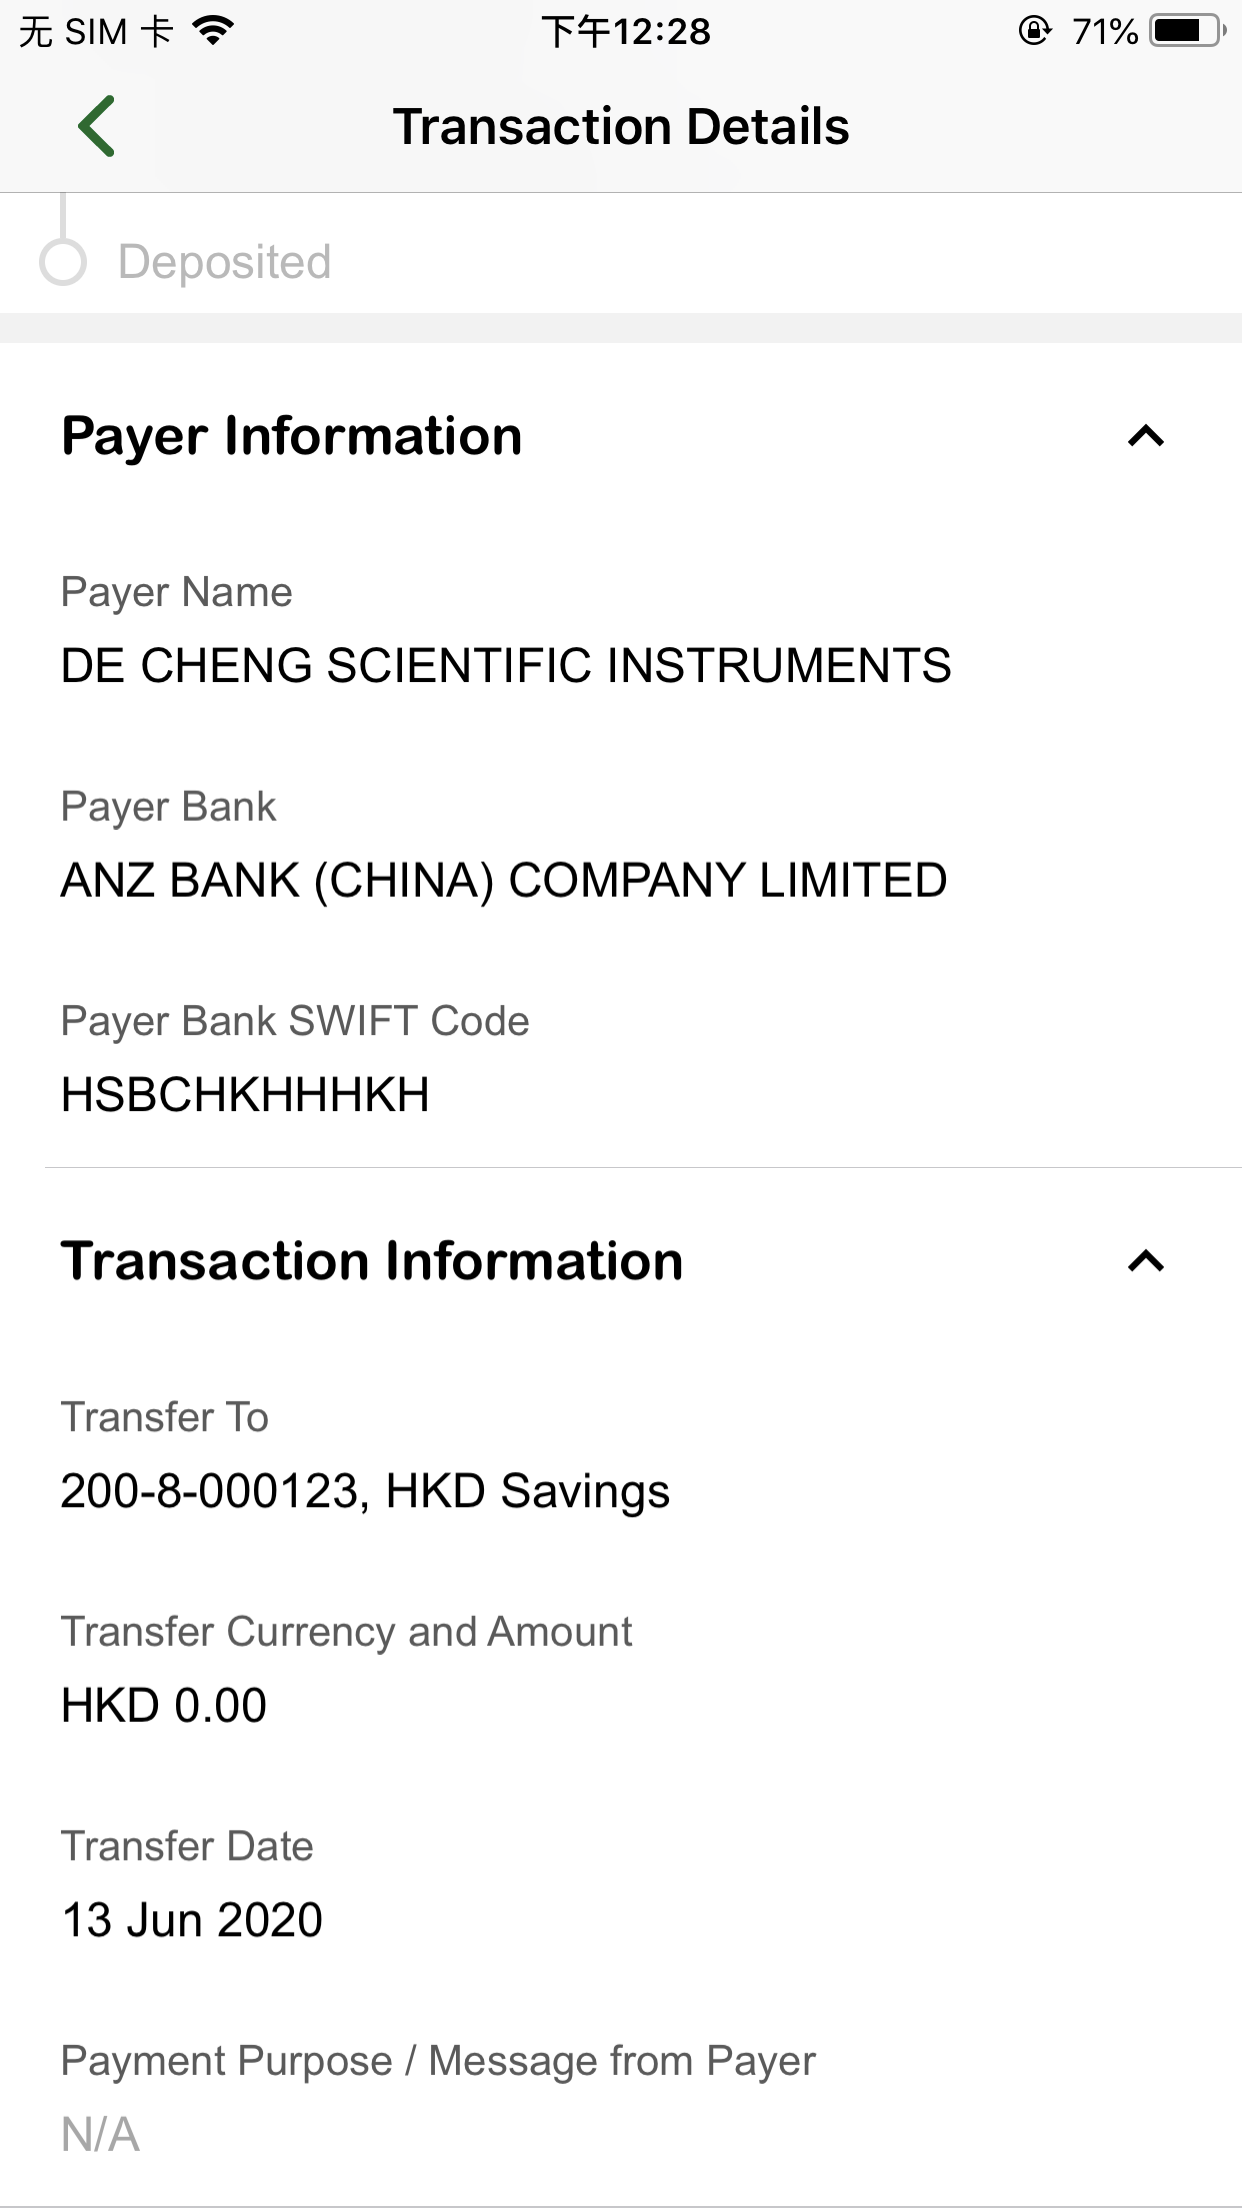 无 SIM 卡 下午12:28 71%
Transaction Details
Deposited
Payer Information
Payer Name
DE CHENG SCIENTIFIC INSTRUMENTS
Payer Bank
ANZ BANK (CHINA) COMPANY LIMITED
Payer Bank SWIFT Code
HSBCHKHHHKH
Transaction Information
Transfer To
200-8-000123, HKD Savings
Transfer Currency and Amount
HKD 0.00
Transfer Date
13 Jun 2020
Payment Purpose / Message from Payer
N/A